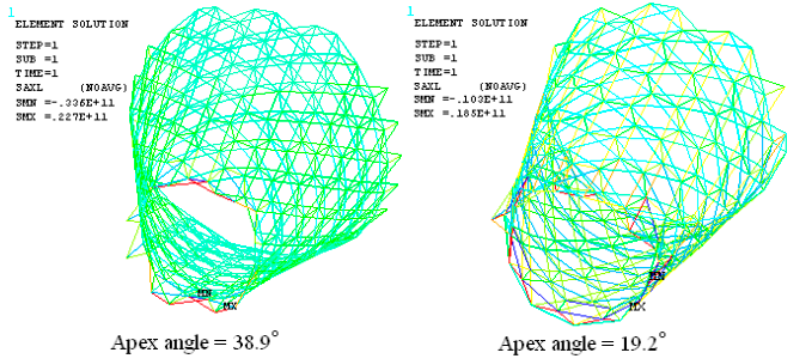 1
ELEMENT SOLUTION
STEP=1
SUB =1
TIME=1
SAXL (NOAVG)
SMN =-.336E+11
SMX =.227E+11
MN
MX
Apex angle = 38.9°
1
ELEMENT SOLUTION
STEP=1
SUB =1
TIME=1
SAXL (NOAVG)
SMN =-.103E+11
SMX =.185E+11
MN
MX
Apex angle = 19.2°